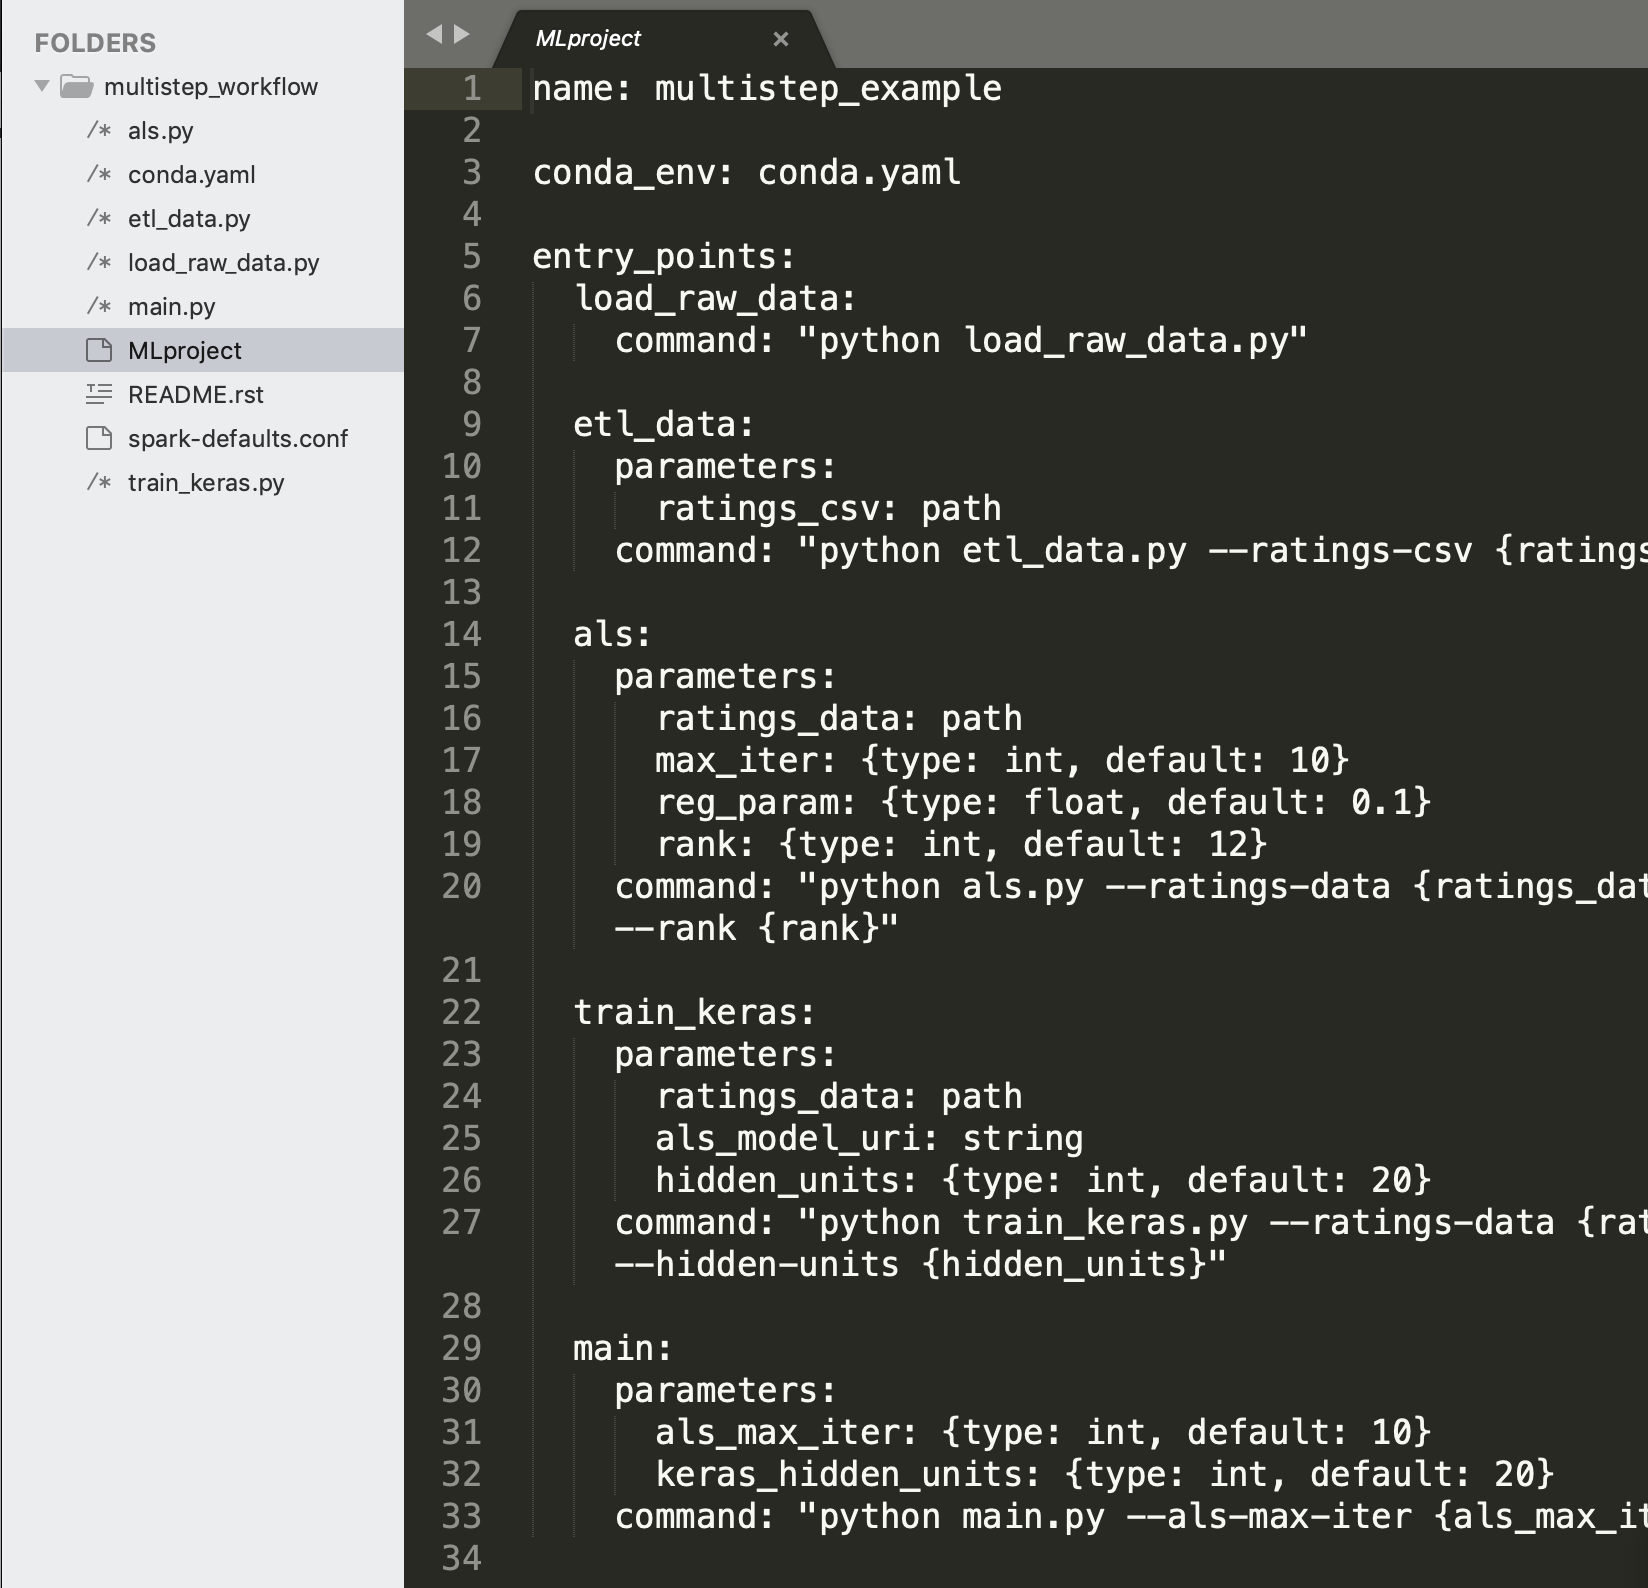 FOLDERS
multistep_workflow
/* als.py
/* conda.yaml
/* etl_data.py
/* load_raw_data.py
/* main.py
MLproject
README.rst
spark-defaults.conf
/* train_keras.py
MLproject ×
1 name: multistep_example
2
3 conda_env: conda.yaml
4
5 entry_points:
6 load_raw_data:
7 command: "python load_raw_data.py"
8
9 etl_data:
10 parameters:
11 ratings_csv: path
12 command: "python etl_data.py --ratings-csv {ratings
13
14 als:
15 parameters:
16 ratings_data: path
17 max_iter: {type: int, default: 10}
18 reg_param: {type: float, default: 0.1}
19 rank: {type: int, default: 12}
20 command: "python als.py --ratings-data {ratings_dat
--rank {rank}"
21
22 train_keras:
23 parameters:
24 ratings_data: path
25 als_model_uri: string
26 hidden_units: {type: int, default: 20}
27 command: "python train_keras.py --ratings-data {rat
--hidden-units {hidden_units}"
28
29 main:
30 parameters:
31 als_max_iter: {type: int, default: 10}
32 keras_hidden_units: {type: int, default: 20}
33 command: "python main.py --als-max-iter {als_max_it
34